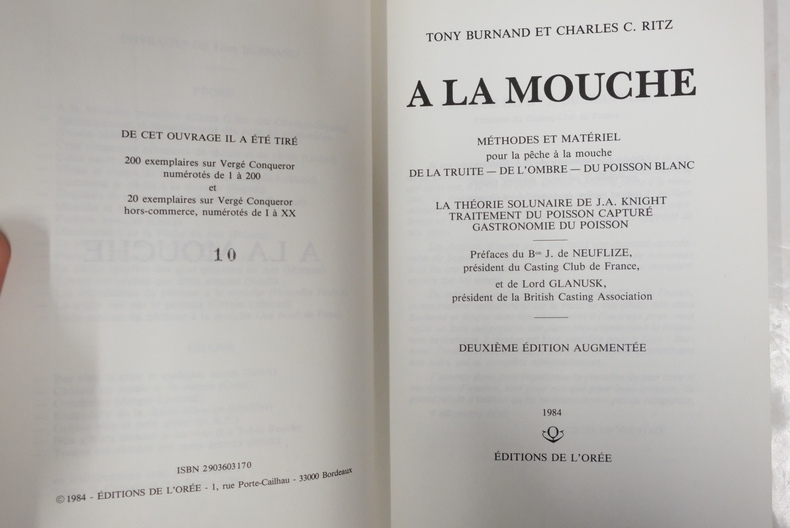 DE CET OUVRAGE IL A ÉTÉ TIRÉ
200 exemplaires sur Vergé Conqueror
numérotés de 1 à 200
et
20 exemplaires sur Vergé Conqueror
hors-commerce, numérotés de I à XX
10
ISBN 2903603170
© 1984 - ÉDITIONS DE L'ORÉE - 1, rue Porte-Cailhau - 33000 Bordeaux
TONY BURNAND ET CHARLES C. RITZ
A LA MOUCHE
MÉTHODES ET MATÉRIEL
pour la pêche à la mouche
DE LA TRUITE — DE L'OMBRE — DU POISSON BLANC
LA THÉORIE SOLUNAIRE DE J.A. KNIGHT
TRAITEMENT DU POISSON CAPTURÉ
GASTRONOMIE DU POISSON
Préfaces du Bon J. de NEUFLIZE,
président du Casting Club de France,
et de Lord GLANUSK,
président de la British Casting Association
DEUXIÈME ÉDITION AUGMENTÉE
1984
ÉDITIONS DE L'ORÉE